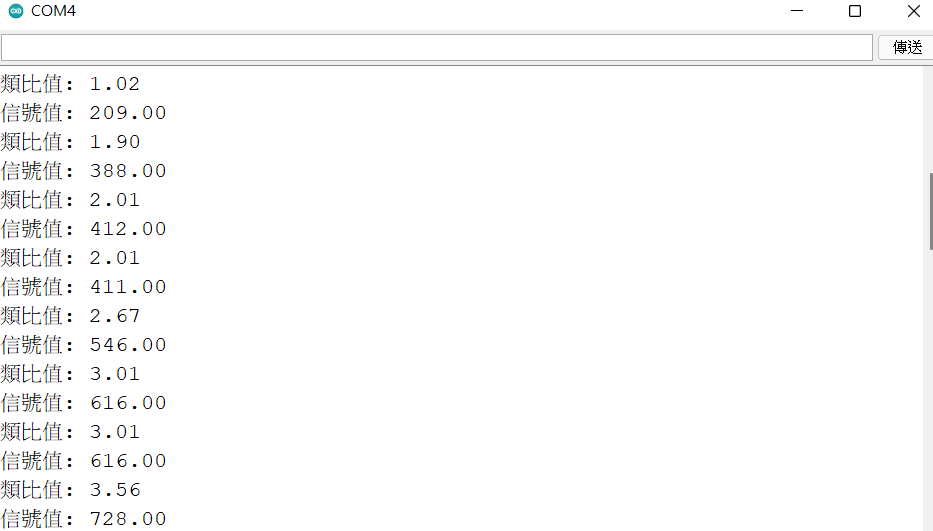 COM4
傳送
類比值: 1.02
信號值: 209.00
類比值: 1.90
信號值: 388.00
類比值: 2.01
信號值: 412.00
類比值: 2.01
信號值: 411.00
類比值: 2.67
信號值: 546.00
類比值: 3.01
信號值: 616.00
類比值: 3.01
信號值: 616.00
類比值: 3.56
信號值: 728.00